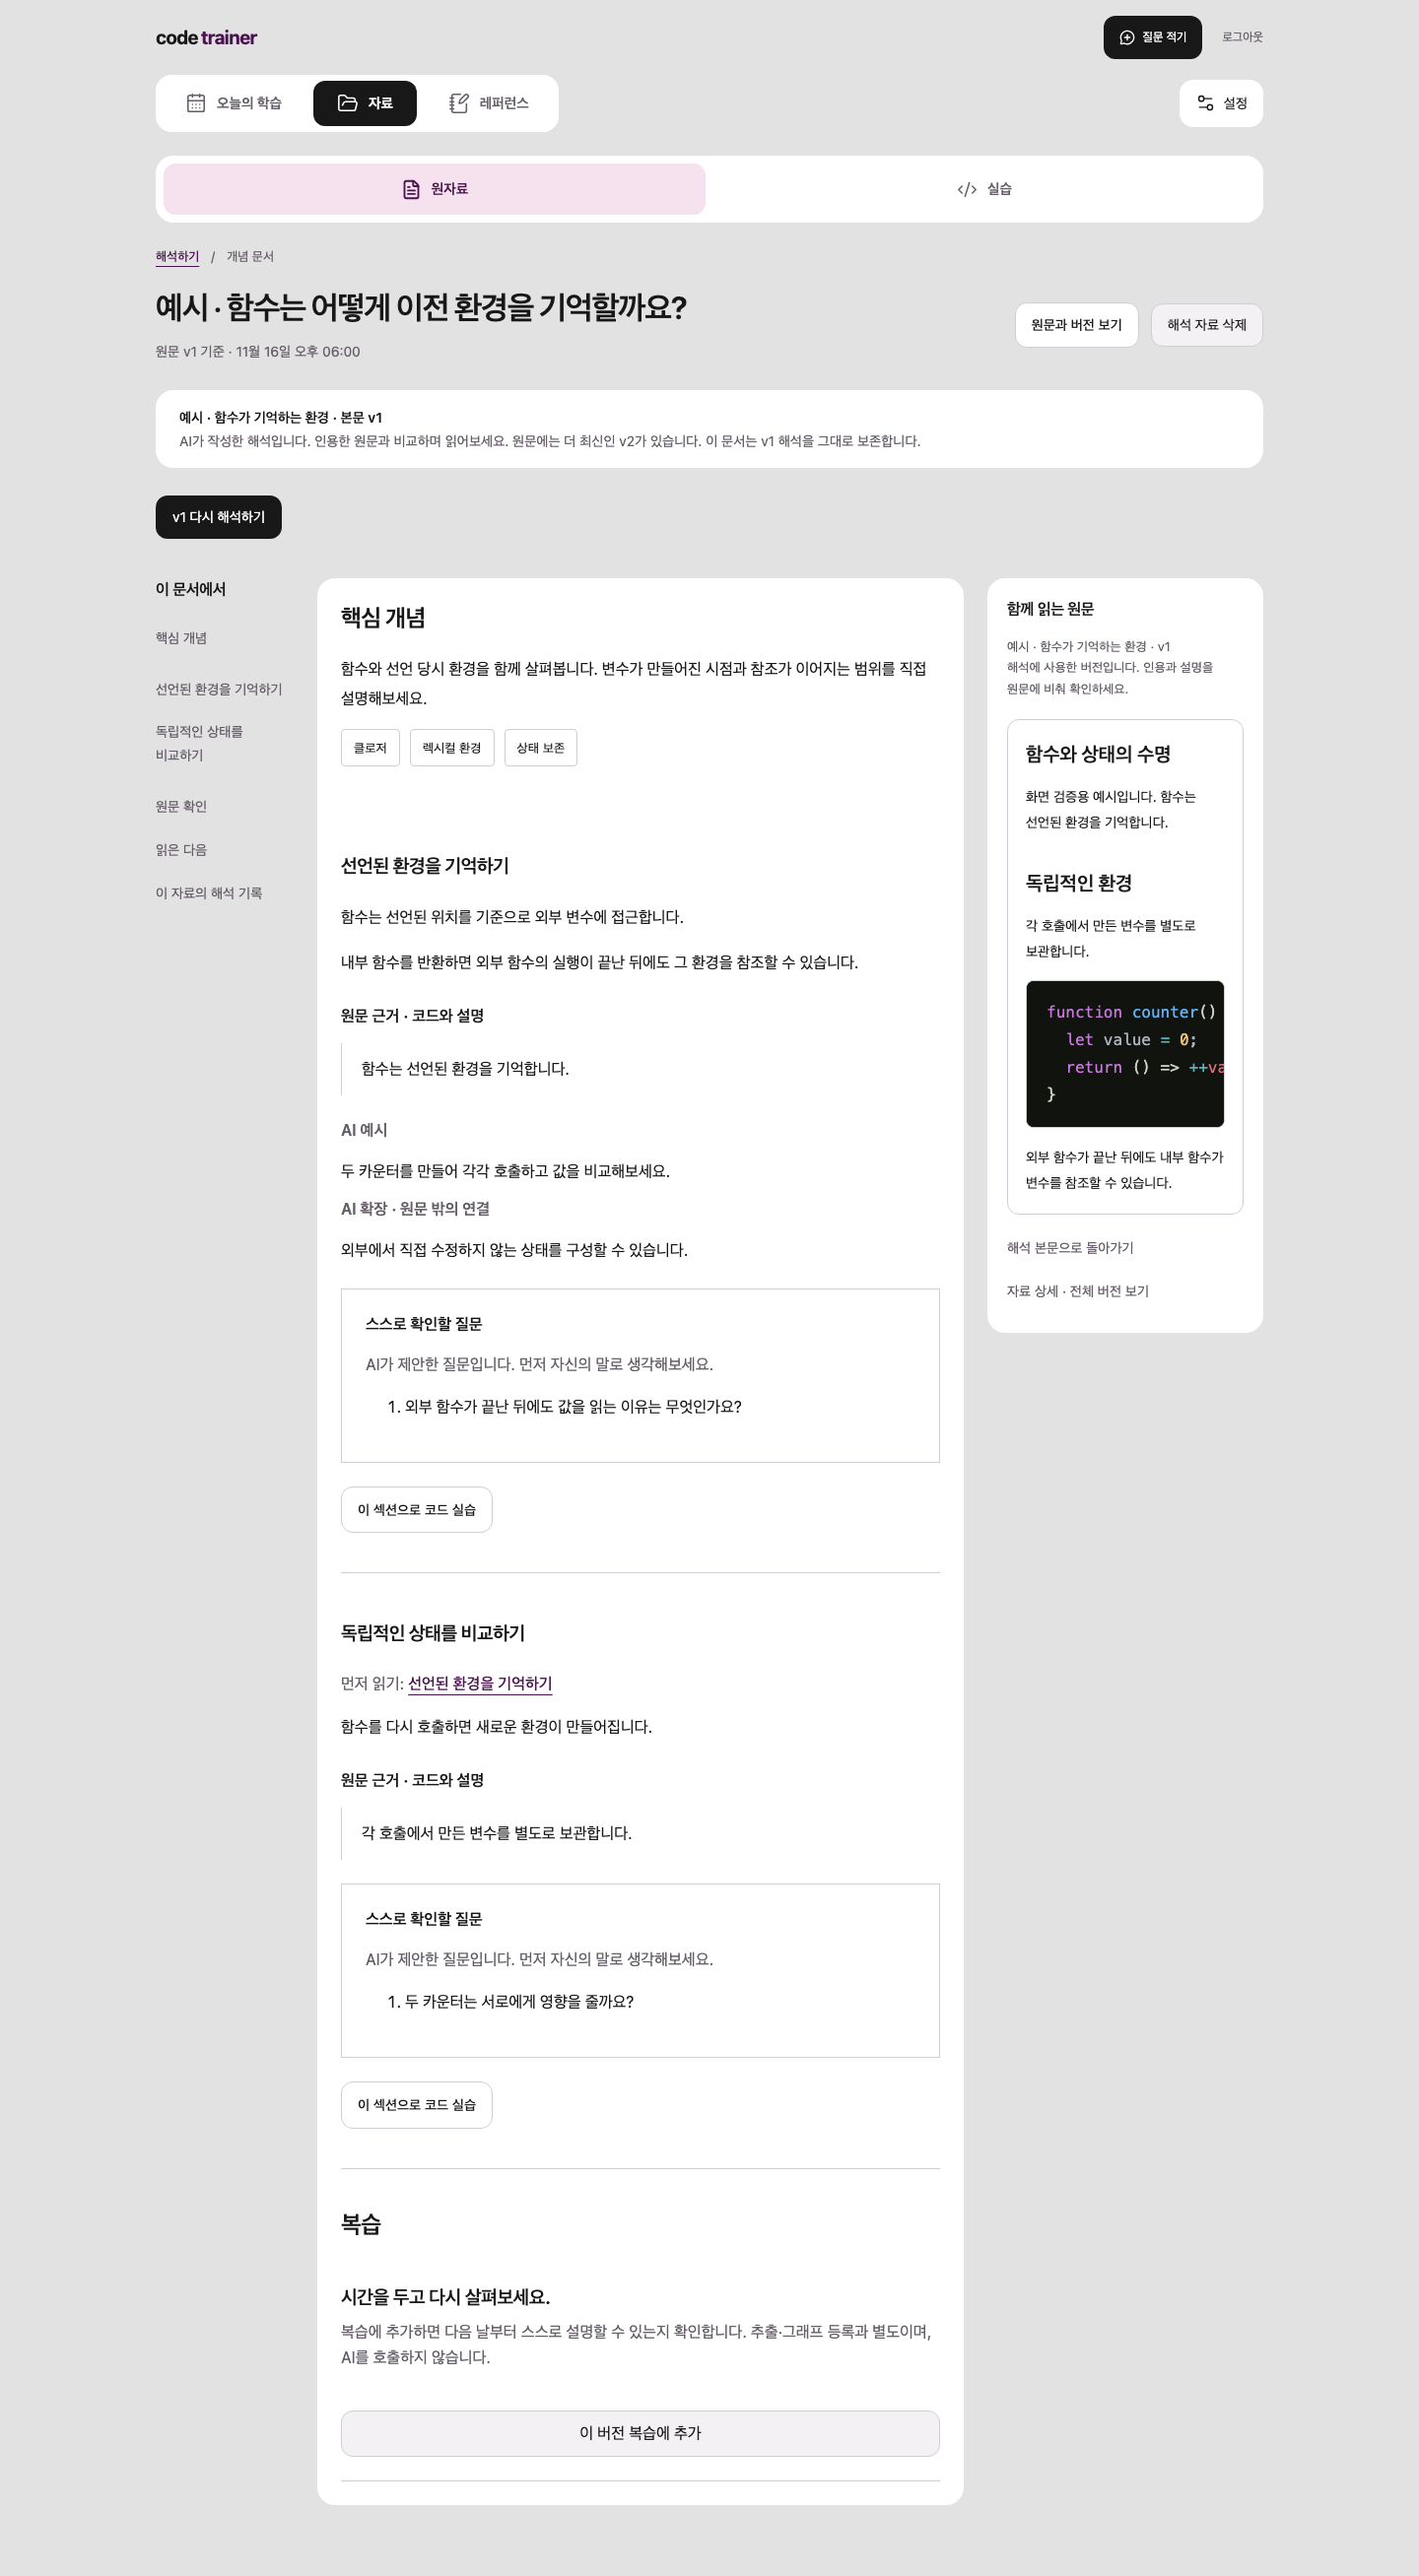 code trainer
질문 적기
로그아웃
오늘의 학습
자료
레퍼런스
설정
원자료
실습
해석하기 / 개념 문서
예시 · 함수는 어떻게 이전 환경을 기억할까요?
원문 v1 기준 · 11월 16일 오후 06:00
원문과 버전 보기
해석 자료 삭제
예시 · 함수가 기억하는 환경 · 본문 v1
AI가 작성한 해석입니다. 인용한 원문과 비교하며 읽어보세요. 원문에는 더 최신인 v2가 있습니다. 이 문서는 v1 해석을 그대로 보존합니다.
v1 다시 해석하기
이 문서에서
핵심 개념
선언된 환경을 기억하기
독립적인 상태를
비교하기
원문 확인
읽은 다음
이 자료의 해석 기록
핵심 개념
함수와 선언 당시 환경을 함께 살펴봅니다. 변수가 만들어진 시점과 참조가 이어지는 범위를 직접
설명해보세요.
클로저
렉시컬 환경
상태 보존
선언된 환경을 기억하기
함수는 선언된 위치를 기준으로 외부 변수에 접근합니다.
내부 함수를 반환하면 외부 함수의 실행이 끝난 뒤에도 그 환경을 참조할 수 있습니다.
원문 근거 · 코드와 설명
함수는 선언된 환경을 기억합니다.
AI 예시
두 카운터를 만들어 각각 호출하고 값을 비교해보세요.
AI 확장 · 원문 밖의 연결
외부에서 직접 수정하지 않는 상태를 구성할 수 있습니다.
스스로 확인할 질문
AI가 제안한 질문입니다. 먼저 자신의 말로 생각해보세요.
1. 외부 함수가 끝난 뒤에도 값을 읽는 이유는 무엇인가요?
이 섹션으로 코드 실습
독립적인 상태를 비교하기
먼저 읽기: 선언된 환경을 기억하기
함수를 다시 호출하면 새로운 환경이 만들어집니다.
원문 근거 · 코드와 설명
각 호출에서 만든 변수를 별도로 보관합니다.
스스로 확인할 질문
AI가 제안한 질문입니다. 먼저 자신의 말로 생각해보세요.
1. 두 카운터는 서로에게 영향을 줄까요?
이 섹션으로 코드 실습
복습
시간을 두고 다시 살펴보세요.
복습에 추가하면 다음 날부터 스스로 설명할 수 있는지 확인합니다. 추출·그래프 등록과 별도이며,
AI를 호출하지 않습니다.
이 버전 복습에 추가
함께 읽는 원문
예시 · 함수가 기억하는 환경 · v1
해석에 사용한 버전입니다. 인용과 설명을
원문에 비춰 확인하세요.
함수와 상태의 수명
화면 검증용 예시입니다. 함수는
선언된 환경을 기억합니다.
독립적인 환경
각 호출에서 만든 변수를 별도로
보관합니다.
function counter()
let value = 0;
return () => ++va
}
외부 함수가 끝난 뒤에도 내부 함수가
변수를 참조할 수 있습니다.
해석 본문으로 돌아가기
자료 상세 · 전체 버전 보기